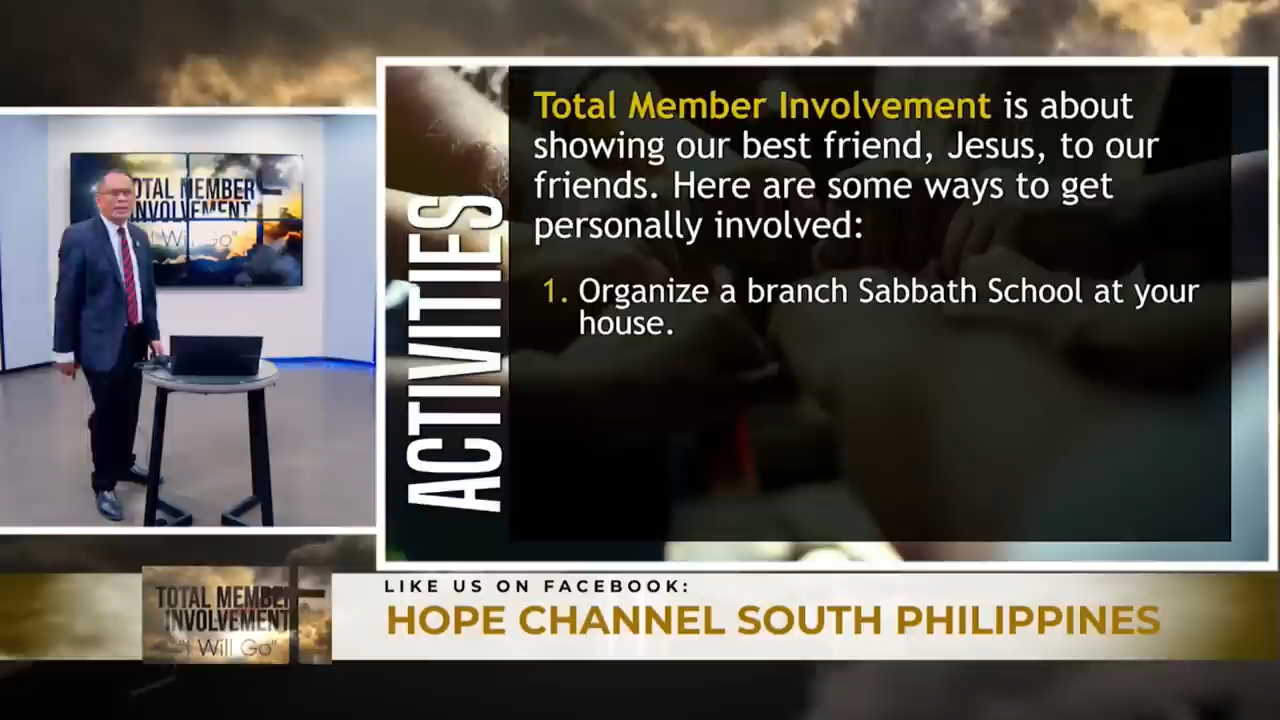 TOTAL MEMBER
INVOLVEMENT
"I Will Go"
ACTIVITIES
Total Member Involvement is about
showing our best friend, Jesus, to our
friends. Here are some ways to get
personally involved:
1. Organize a branch Sabbath School at your
house.
TOTAL MEMBER
INVOLVEMENT
"I Will Go"
LIKE US ON FACEBOOK:
HOPE CHANNEL SOUTH PHILIPPINES